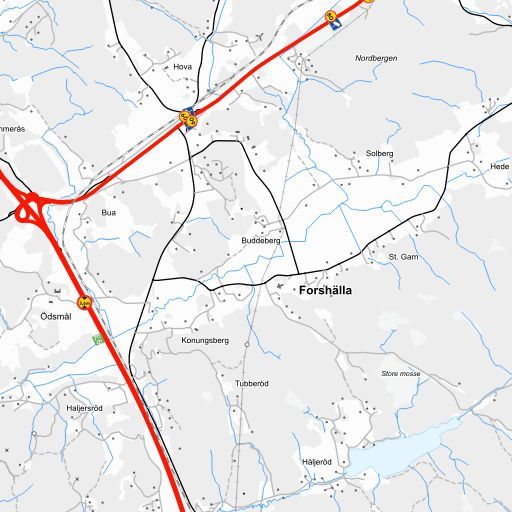 Nordbergen
Hova
Solberg
Hede
Bua
Buddeberg
St. Garn
Forshälla
Ödsmål
Konungsberg
Store mosse
Tubberöd
Haljersröd
Häljeröd